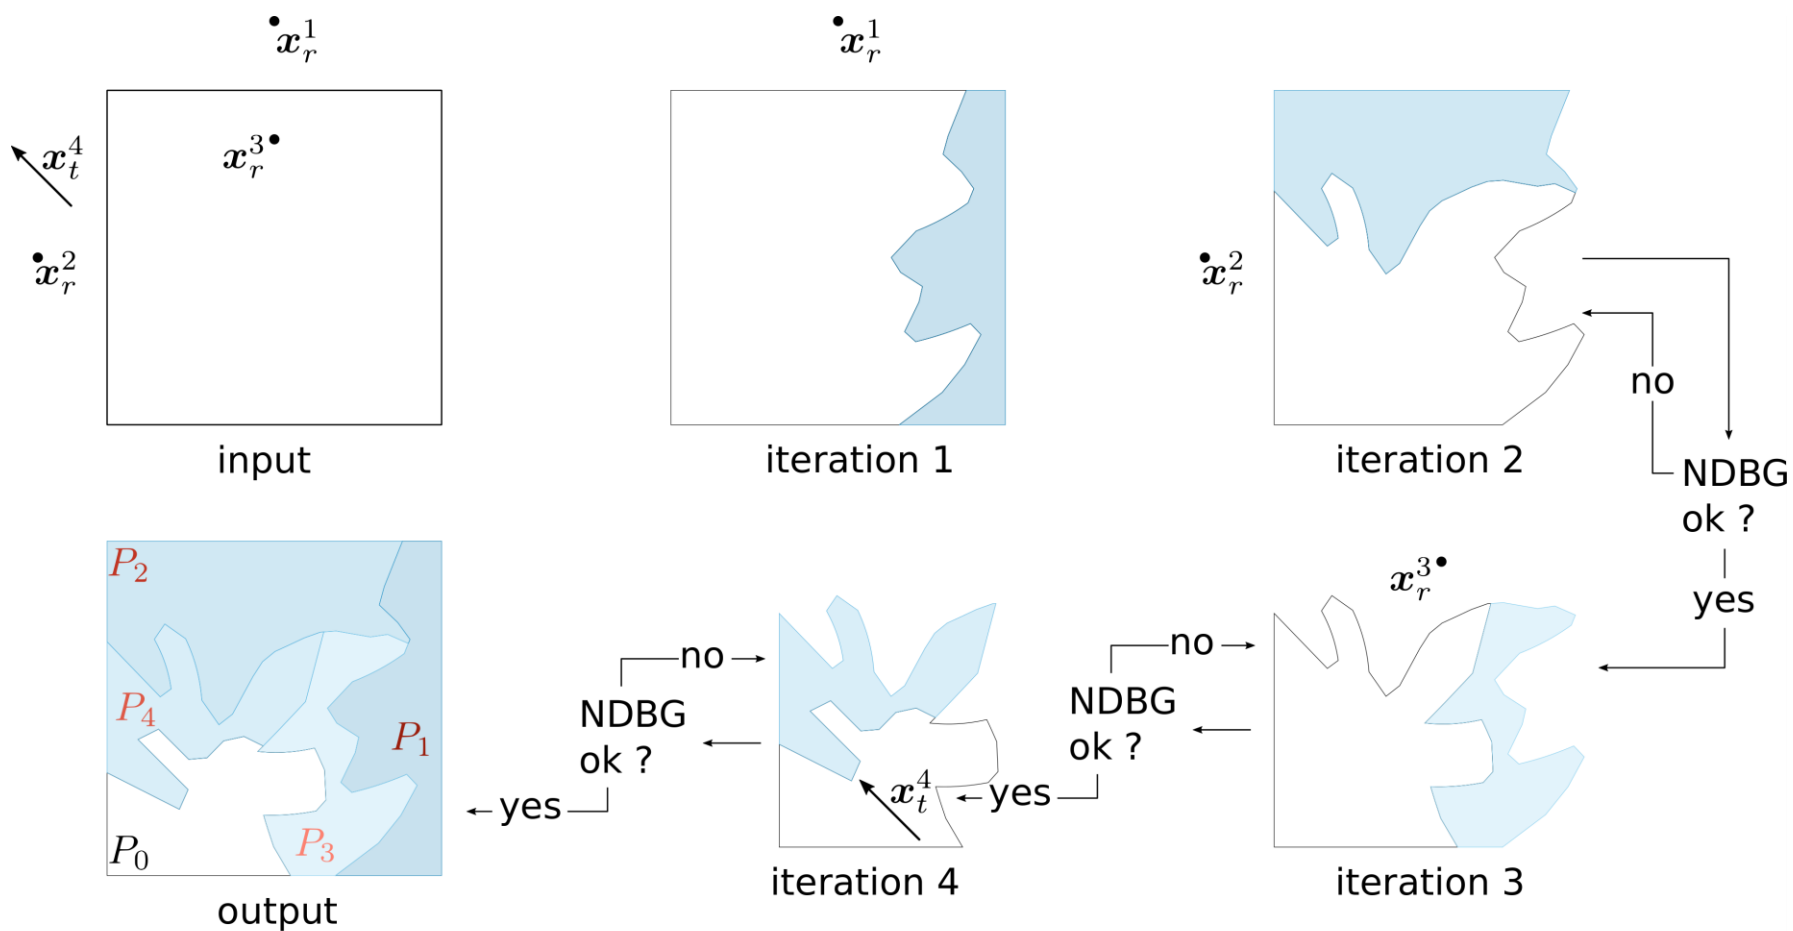 x_r^1
x_r^1
x_t^4
x_r^3
x_r^2
x_r^2
input
iteration 1
iteration 2
no
NDBG
ok ?
yes
x_r^3
no
NDBG
ok ?
yes
iteration 3
x_t^4
iteration 4
no
NDBG
ok ?
yes
P_2
P_4
P_1
P_0
P_3
output